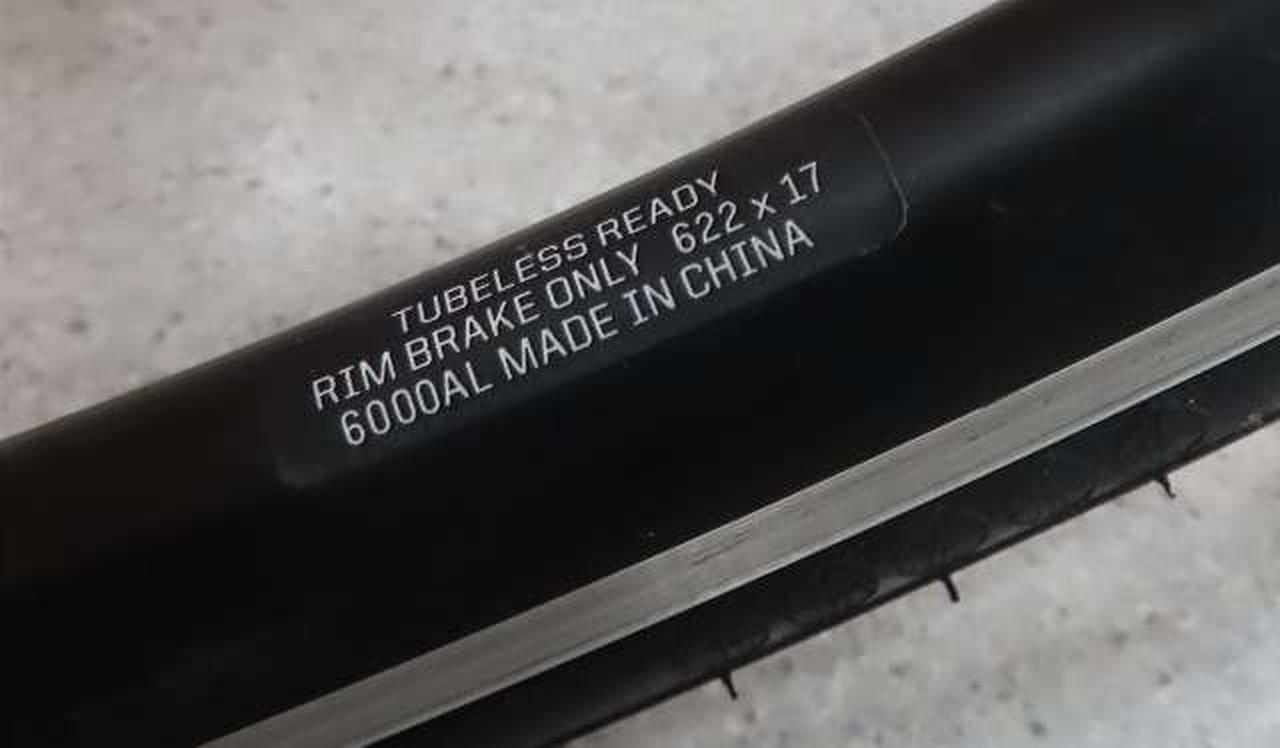 TUBELESS READY
RIM BRAKE ONLY 622 x 17
6000AL MADE IN CHINA